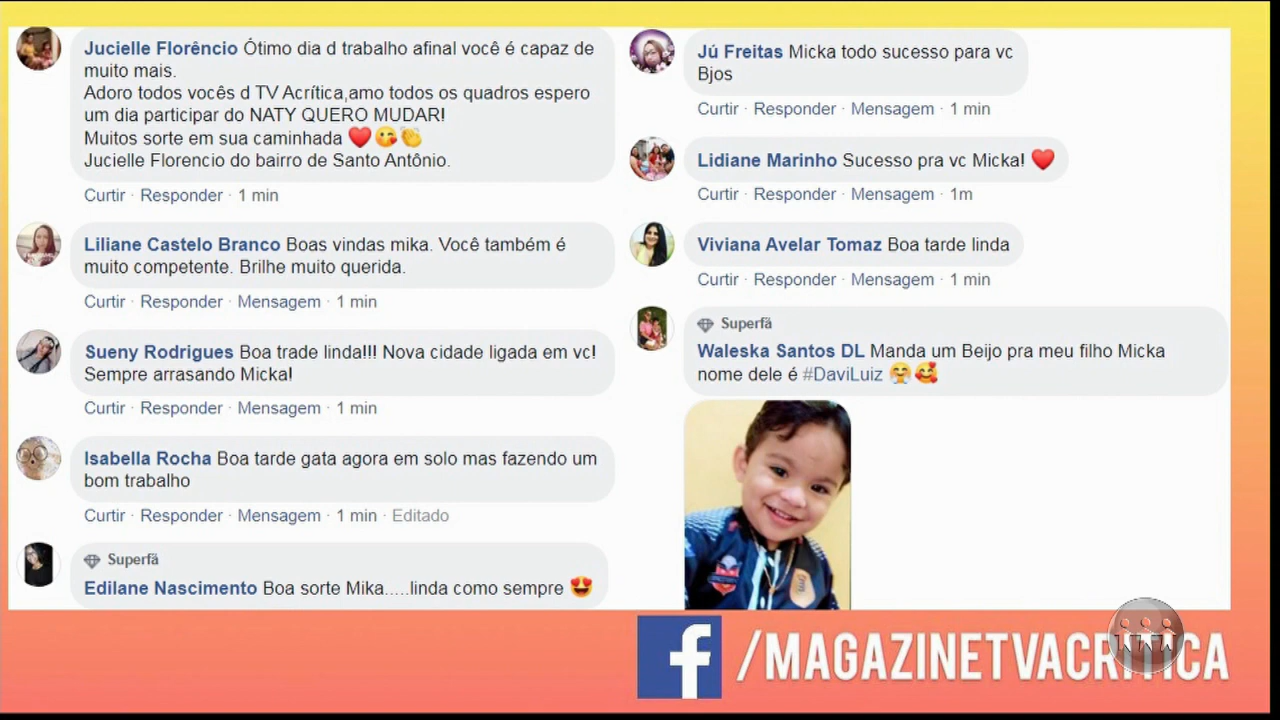 Jucielle Florêncio Ótimo dia d trabalho afinal você é capaz de
muito mais.
Adoro todos vocês d TV Acrítica,amo todos os quadros espero
um dia participar do NATY QUERO MUDAR!
Muitos sorte em sua caminhada ❤️😘👏
Jucielle Florencio do bairro de Santo Antônio.
Curtir · Responder · 1 min
Liliane Castelo Branco Boas vindas mika. Você também é
muito competente. Brilhe muito querida.
Curtir · Responder · Mensagem · 1 min
Sueny Rodrigues Boa trade linda!!! Nova cidade ligada em vc!
Sempre arrasando Micka!
Curtir · Responder · Mensagem · 1 min
Isabella Rocha Boa tarde gata agora em solo mas fazendo um
bom trabalho
Curtir · Responder · Mensagem · 1 min · Editado
Superfã
Edilane Nascimento Boa sorte Mika.....linda como sempre 😍
Jú Freitas Micka todo sucesso para vc
Bjos
Curtir · Responder · Mensagem · 1 min
Lidiane Marinho Sucesso pra vc Micka! ❤️
Curtir · Responder · Mensagem · 1m
Viviana Avelar Tomaz Boa tarde linda
Curtir · Responder · Mensagem · 1 min
Superfã
Waleska Santos DL Manda um Beijo pra meu filho Micka
nome dele é #DaviLuiz 🤗🥰
f /MAGAZINETVACRITICA